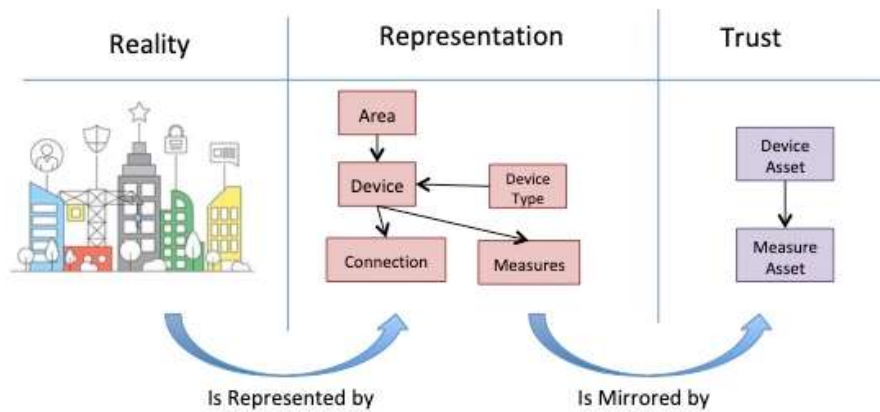 Reality
Representation
Trust
Area
Device
Device
Type
Connection
Measures
Device
Asset
Measure
Asset
Is Represented by
Is Mirrored by